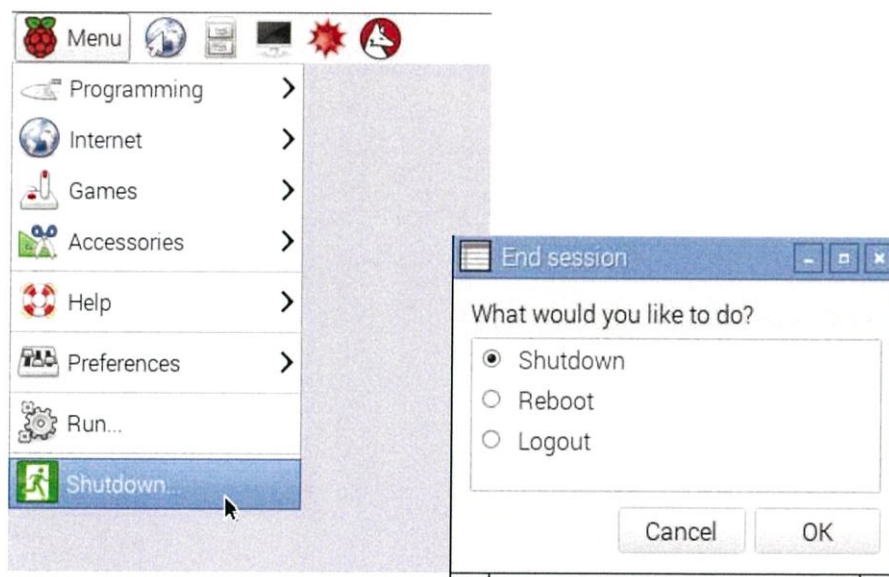 Menu
Programming
Internet
Games
Accessories
Help
Preferences
Run...
Shutdown...
End session
What would you like to do?
Shutdown
Reboot
Logout
Cancel
OK